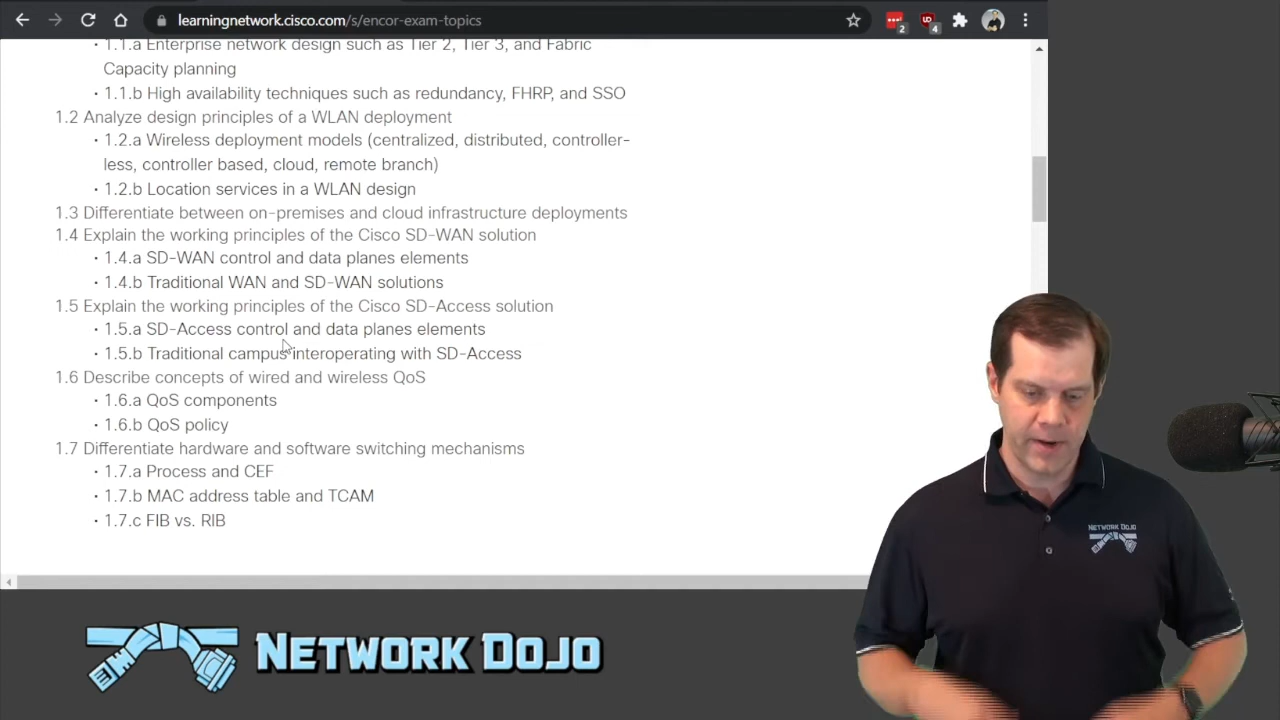 learningnetwork.cisco.com/s/encor-exam-topics
2
4
• 1.1.a Enterprise network design such as Tier 2, Tier 3, and Fabric
Capacity planning
• 1.1.b High availability techniques such as redundancy, FHRP, and SSO
1.2 Analyze design principles of a WLAN deployment
• 1.2.a Wireless deployment models (centralized, distributed, controller-
less, controller based, cloud, remote branch)
• 1.2.b Location services in a WLAN design
1.3 Differentiate between on-premises and cloud infrastructure deployments
1.4 Explain the working principles of the Cisco SD-WAN solution
• 1.4.a SD-WAN control and data planes elements
• 1.4.b Traditional WAN and SD-WAN solutions
1.5 Explain the working principles of the Cisco SD-Access solution
• 1.5.a SD-Access control and data planes elements
• 1.5.b Traditional campus interoperating with SD-Access
1.6 Describe concepts of wired and wireless QoS
• 1.6.a QoS components
• 1.6.b QoS policy
1.7 Differentiate hardware and software switching mechanisms
• 1.7.a Process and CEF
• 1.7.b MAC address table and TCAM
• 1.7.c FIB vs. RIB
NETWORK DOJO
NETWORK DOJO